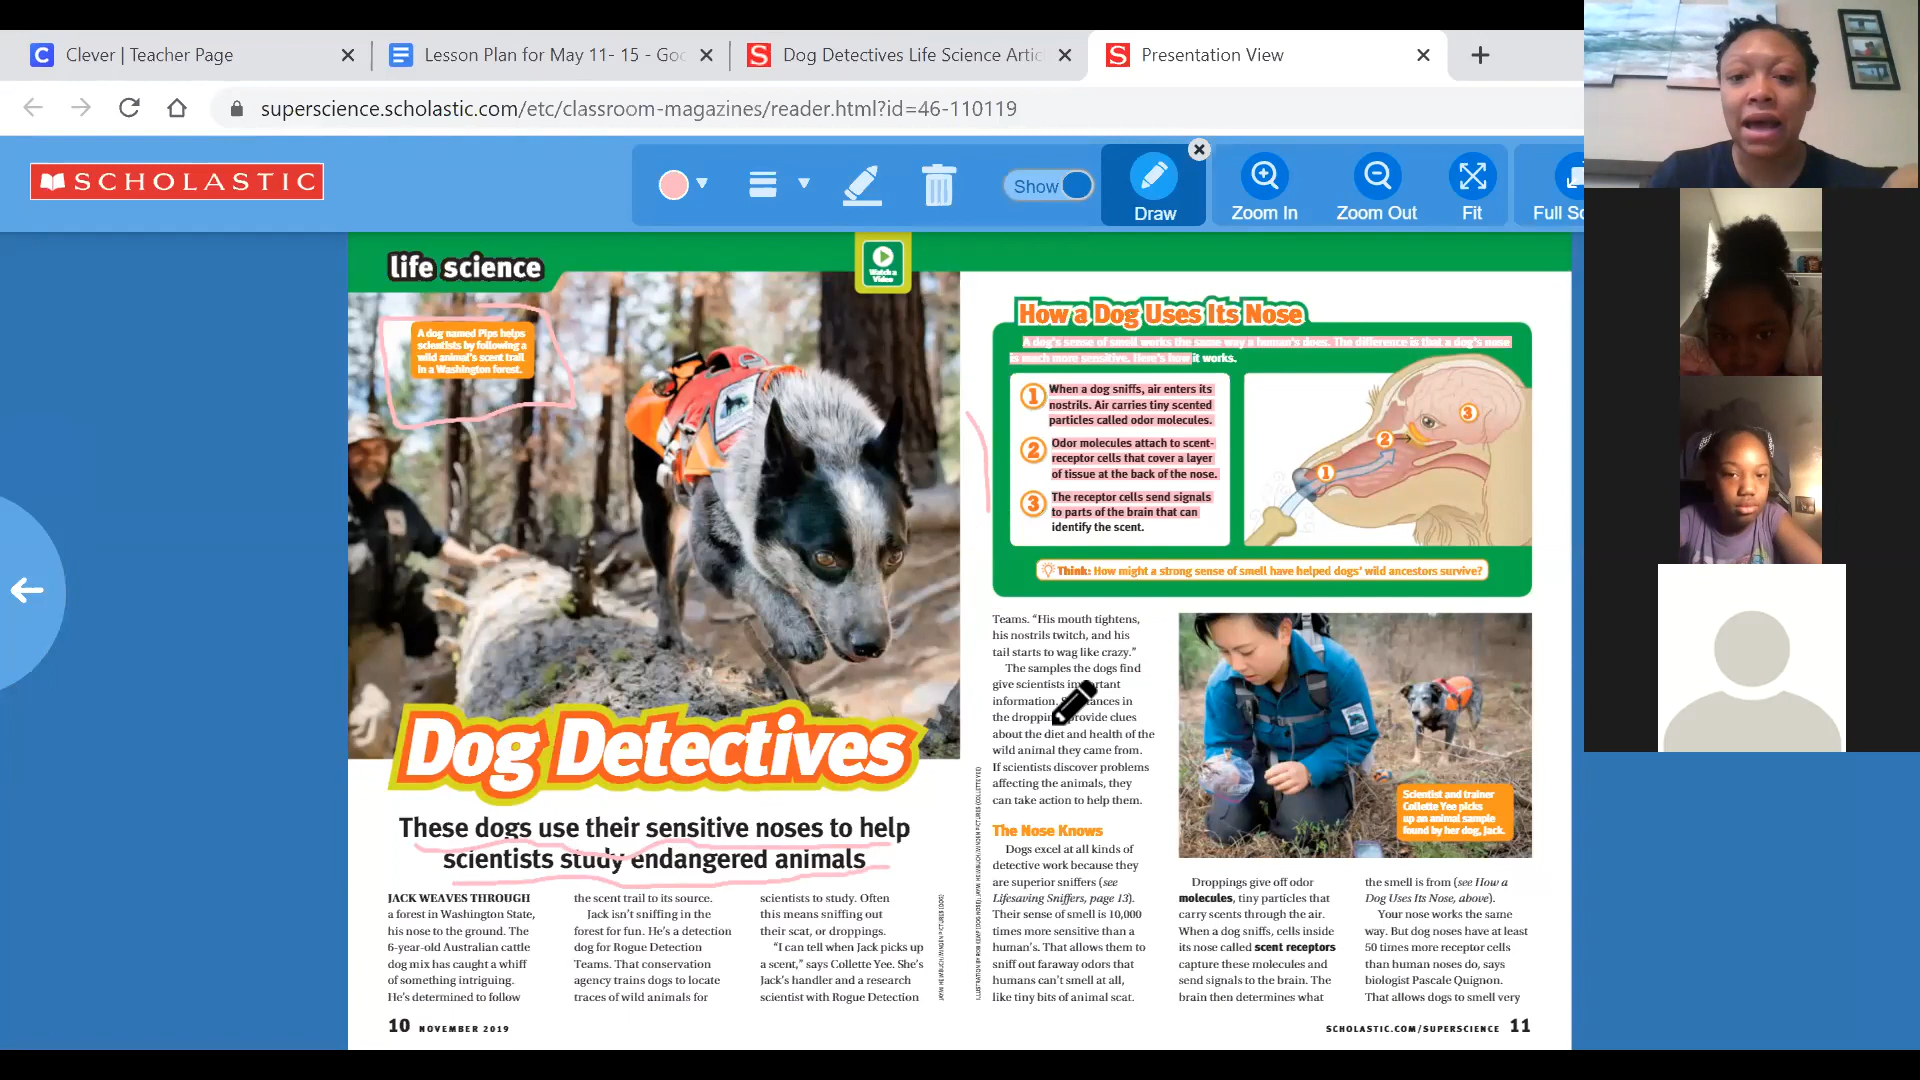 Clever | Teacher Page
Lesson Plan for May 11- 15 - Goo
Dog Detectives Life Science Artic
Presentation View
superscience.scholastic.com/etc/classroom-magazines/reader.html?id=46-110119
SCHOLASTIC
Show
Draw
Zoom In
Zoom Out
Fit
Full Sc
life science
Watch a
Video
A dog named Pips helps
scientists by following a
wild animal's scent trail
in a Washington forest.
Dog Detectives
These dogs use their sensitive noses to help
scientists study endangered animals
JACK WEAVES THROUGH
a forest in Washington State,
his nose to the ground. The
6-year-old Australian cattle
dog mix has caught a whiff
of something intriguing.
He's determined to follow
the scent trail to its source.
Jack isn't sniffing in the
forest for fun. He's a detection
dog for Rogue Detection
Teams. That conservation
agency trains dogs to locate
traces of wild animals for
scientists to study. Often
this means sniffing out
their scat, or droppings.
"I can tell when Jack picks up
a scent," says Collette Yee. She's
Jack's handler and a research
scientist with Rogue Detection
10 NOVEMBER 2019
How a Dog Uses Its Nose
A dog's sense of smell works the same way a human's does. The difference is that a dog's nose
is much more sensitive. Here's how it works.
1 When a dog sniffs, air enters its
nostrils. Air carries tiny scented
particles called odor molecules.
2 Odor molecules attach to scent-
receptor cells that cover a layer
of tissue at the back of the nose.
3 The receptor cells send signals
to parts of the brain that can
identify the scent.
1
2
3
Think: How might a strong sense of smell have helped dogs' wild ancestors survive?
Teams. "His mouth tightens,
his nostrils twitch, and his
tail starts to wag like crazy."
The samples the dogs find
give scientists important
information.
the provide clues
about the diet and health of the
wild animal they came from.
If scientists discover problems
affecting the animals, they
can take action to help them.
The Nose Knows
Dogs excel at all kinds of
detective work because they
are superior sniffers (see
Lifesaving Sniffers, page 13).
Their sense of smell is 10,000
times more sensitive than a
human's. That allows them to
sniff out faraway odors that
humans can't smell at all,
like tiny bits of animal scat.
Scientist and trainer
Collette Yee picks
up an animal sample
found by her dog, Jack.
Droppings give off odor
molecules, tiny particles that
carry scents through the air.
When a dog sniffs, cells inside
its nose called scent receptors
capture these molecules and
send signals to the brain. The
brain then determines what
the smell is from (see How a
Dog Uses Its Nose, above).
Your nose works the same
way. But dog noses have at least
50 times more receptor cells
than human noses do, says
biologist Pascale Quignon.
That allows dogs to smell very
SCHOLASTIC.COM/SUPERSCIENCE 11